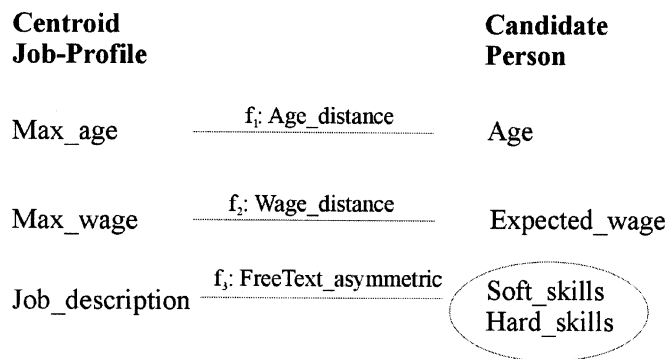 Centroid
Job-Profile
Candidate
Person
Max_age
f₁: Age_distance
Age
Max_wage
f₂: Wage_distance
Expected_wage
Job_description
f₃: FreeText_asymmetric
Soft_skills
Hard_skills